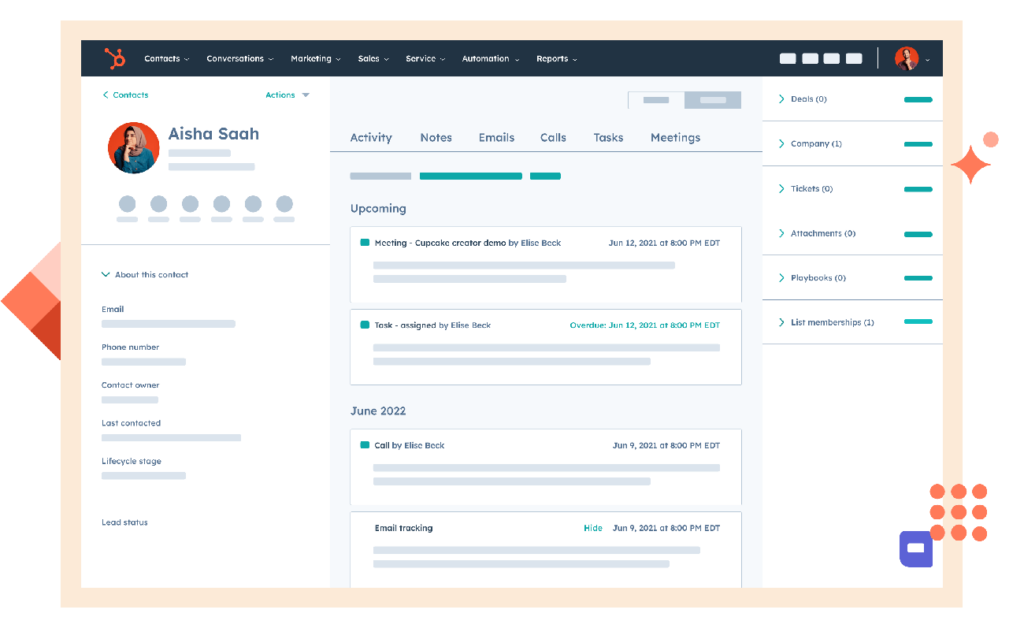 Contacts
Conversations
Marketing
Sales
Service
Automation
Reports
Contacts
Actions
Aisha Saah
About this contact
Email
Phone number
Contact owner
Last contacted
Lifecycle stage
Lead status
Activity
Notes
Emails
Calls
Tasks
Meetings
Upcoming
Meeting - Cupcake creator demo by Elise Beck
Jun 12, 2021 at 8:00 PM EDT
Task - assigned by Elise Beck
Overdue: Jun 12, 2021 at 8:00 PM EDT
June 2022
Call by Elise Beck
Jun 9, 2021 at 8:00 PM EDT
Email tracking
Hide
Jun 9, 2021 at 8:00 PM EDT
Deals (0)
Company (1)
Tickets (0)
Attachments (0)
Playbooks (0)
List memberships (1)